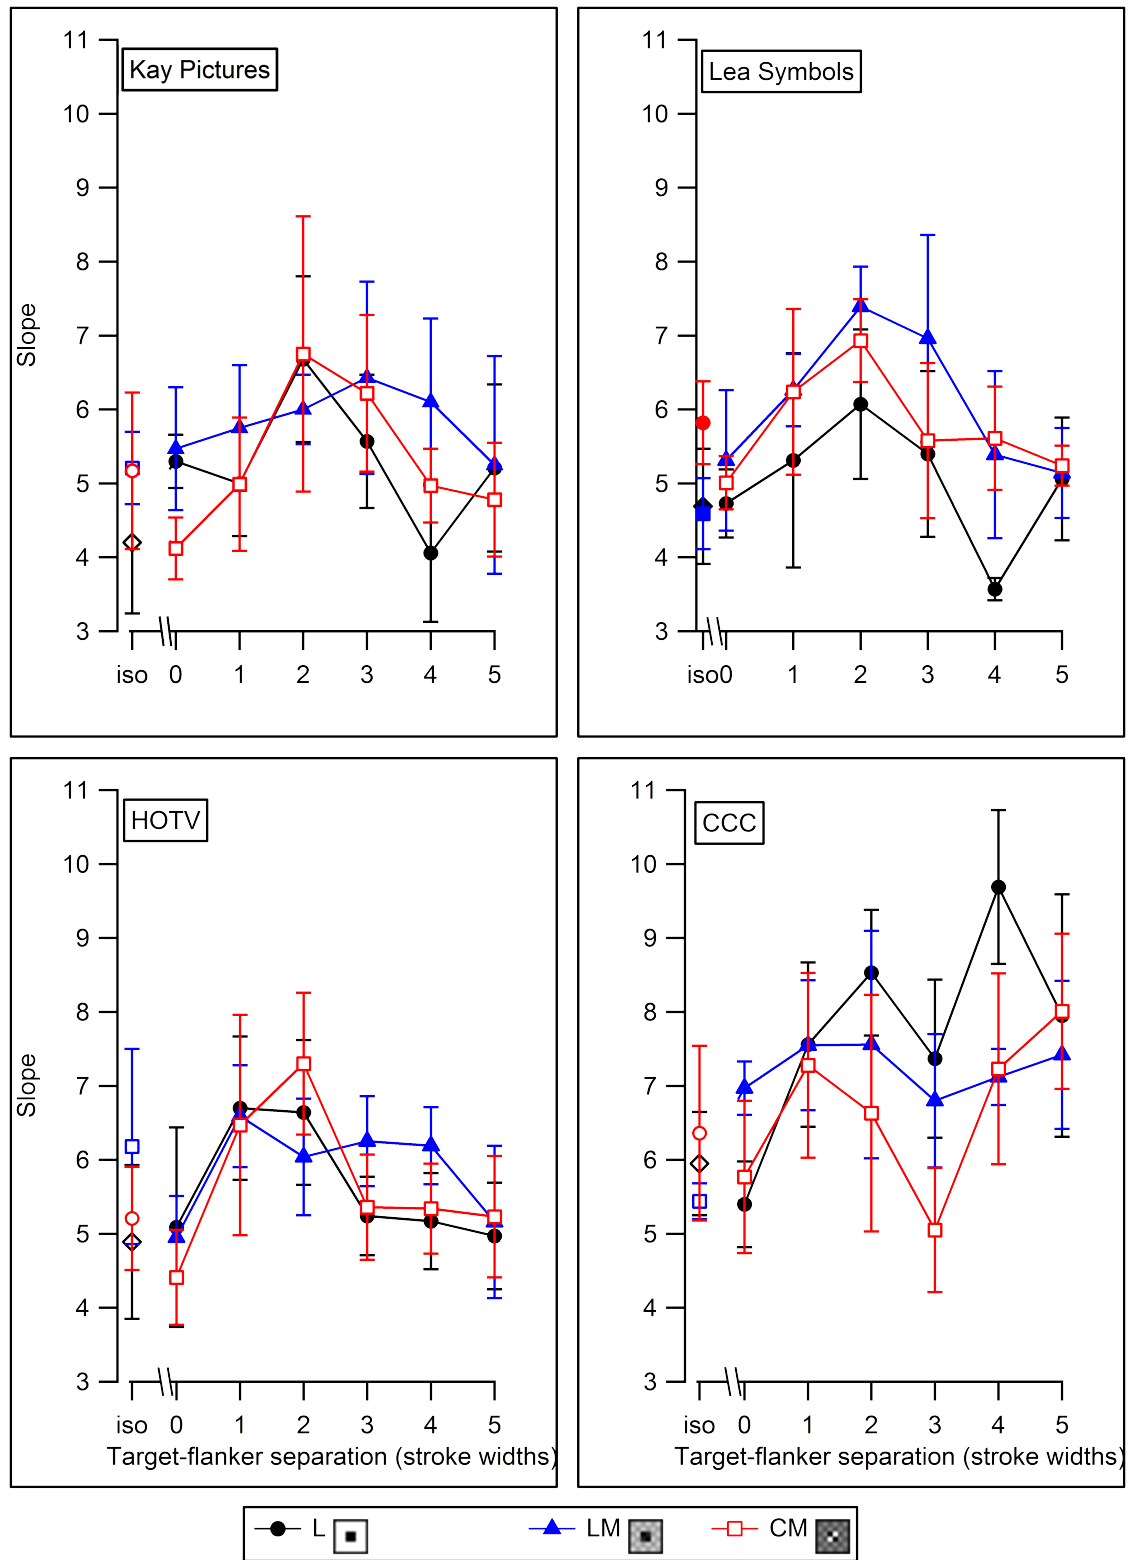 11
Kay Pictures
10
9
8
7
6
5
4
3
Slope
iso 0 1 2 3 4 5
11
Lea Symbols
10
9
8
7
6
5
4
3
iso0 1 2 3 4 5
11
HOTV
10
9
8
7
6
5
4
3
Slope
iso 0 1 2 3 4 5
Target-flanker separation (stroke widths)
11
CCC
10
9
8
7
6
5
4
3
iso 0 1 2 3 4 5
Target-flanker separation (stroke widths)
L LM CM